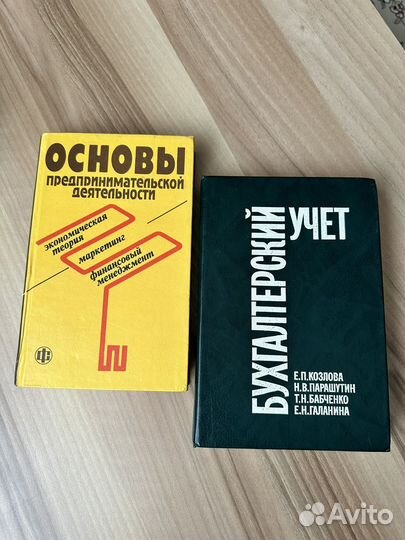 ОСНОВЫ
предпринимательской
деятельности
экономическая
теория
маркетинг
финансовый
менеджмент
Ф
БУХГАЛТЕРСКИЙ
УЧЕТ
Е.П.КОЗЛОВА
Н.В.ПАРАШУТИН
Т.Н.БАБЧЕНКО
Е.Н.ГАЛАНИНА
Avito